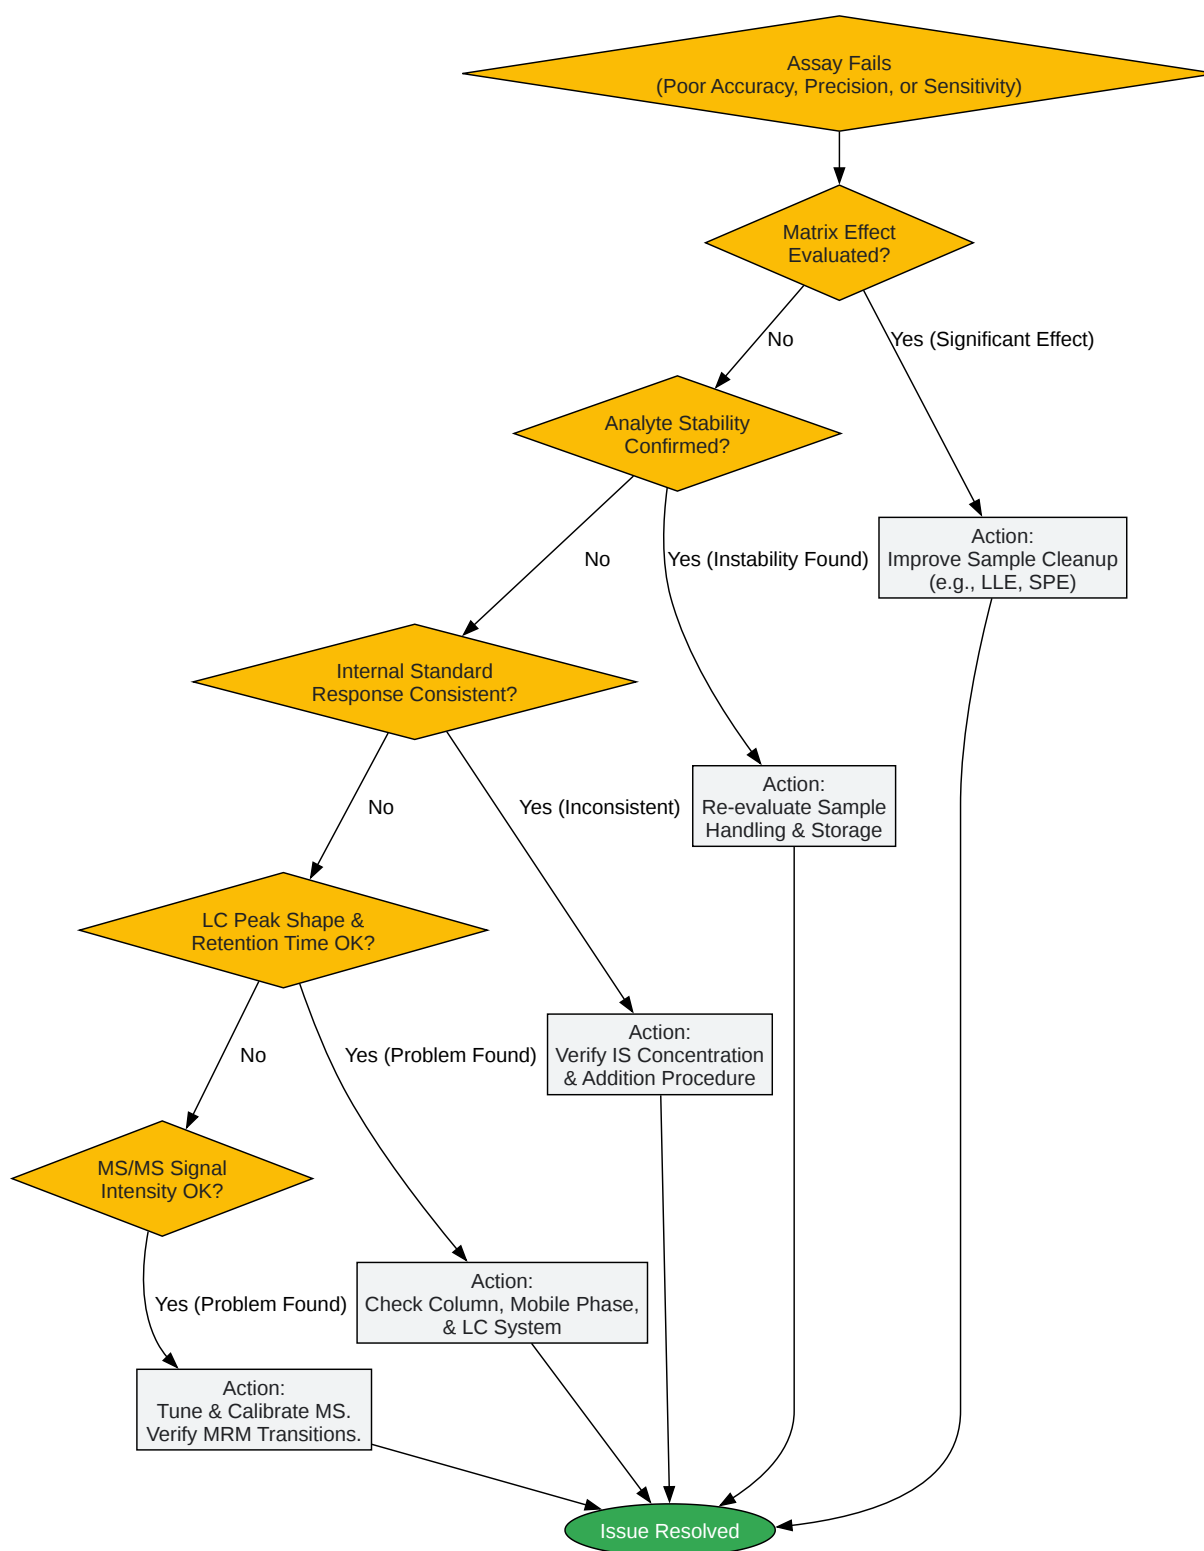 Assay Fails
(Poor Accuracy, Precision, or Sensitivity)
Matrix Effect
Evaluated?
No
Yes (Significant Effect)
Analyte Stability
Confirmed?
No
Yes (Instability Found)
Action:
Improve Sample Cleanup
(e.g., LLE, SPE)
Internal Standard
Response Consistent?
No
Yes (Inconsistent)
Action:
Re-evaluate Sample
Handling & Storage
LC Peak Shape &
Retention Time OK?
No
Yes (Problem Found)
Action:
Verify IS Concentration
& Addition Procedure
MS/MS Signal
Intensity OK?
Yes (Problem Found)
Action:
Check Column, Mobile Phase,
& LC System
Action:
Tune & Calibrate MS.
Verify MRM Transitions.
Issue Resolved